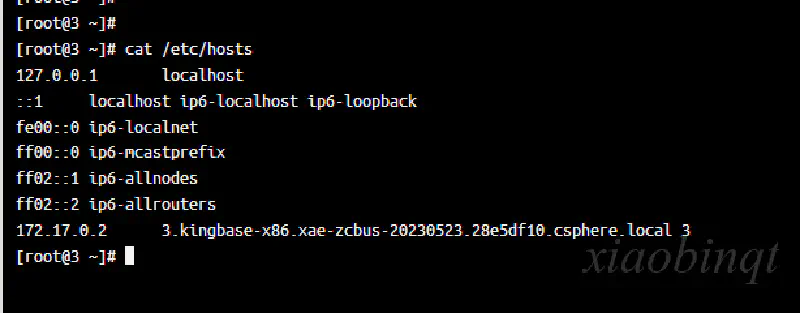 [root@3 ~]#
[root@3 ~]#
[root@3 ~]# cat /etc/hosts
127.0.0.1       localhost
::1     localhost ip6-localhost ip6-loopback
fe00::0 ip6-localnet
ff00::0 ip6-mcastprefix
ff02::1 ip6-allnodes
ff02::2 ip6-allrouters
172.17.0.2      3.kingbase-x86.xae-zcbus-20230523.28e5df10.csphere.local 3
[root@3 ~]#
xiaobinqt